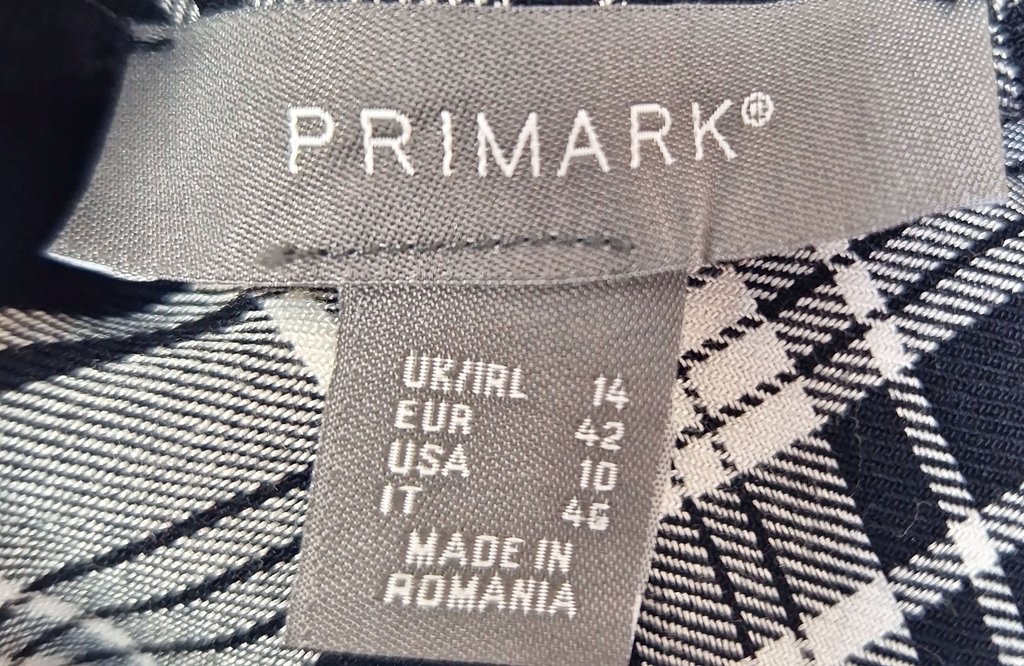 PRIMARK®
UK/IRL 14
EUR 42
USA 10
IT 46
MADE IN
ROMANIA